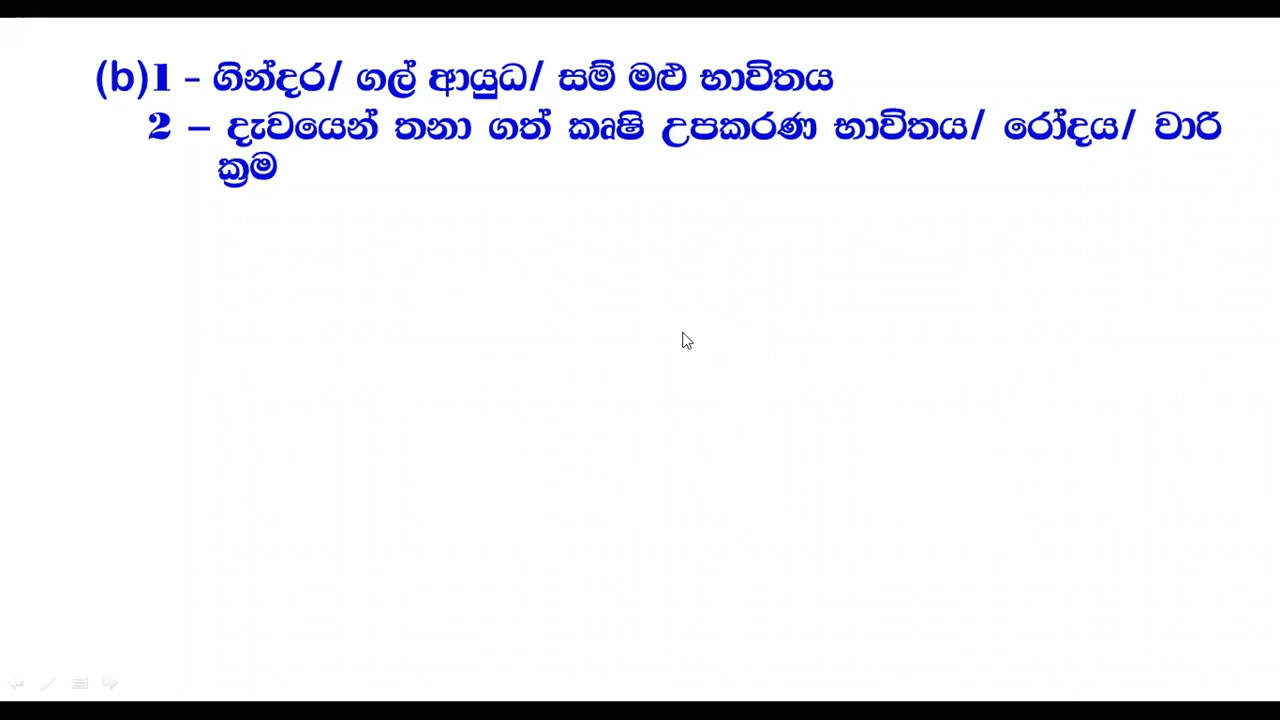 (b)1 - ගින්දර/ ගල් ආයුධ/ සම් මළු භාවිතය
2 – දැවයෙන් තනා ගත් කෘෂි උපකරණ භාවිතය/ රෝදය/ වාරි
ක්‍රම